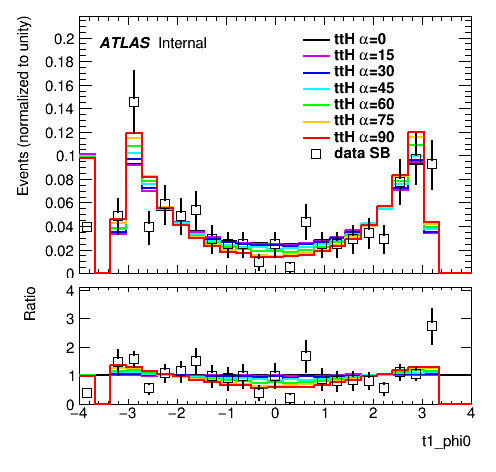 Events (normalized to unity)
0.2
0.18
0.16
0.14
0.12
0.1
0.08
0.06
0.04
0.02
0
ATLAS Internal
ttH α=0
ttH α=15
ttH α=30
ttH α=45
ttH α=60
ttH α=75
ttH α=90
data SB
Ratio
4
3
2
1
0
−4 −3 −2 −1 0 1 2 3 4
t1_phi0